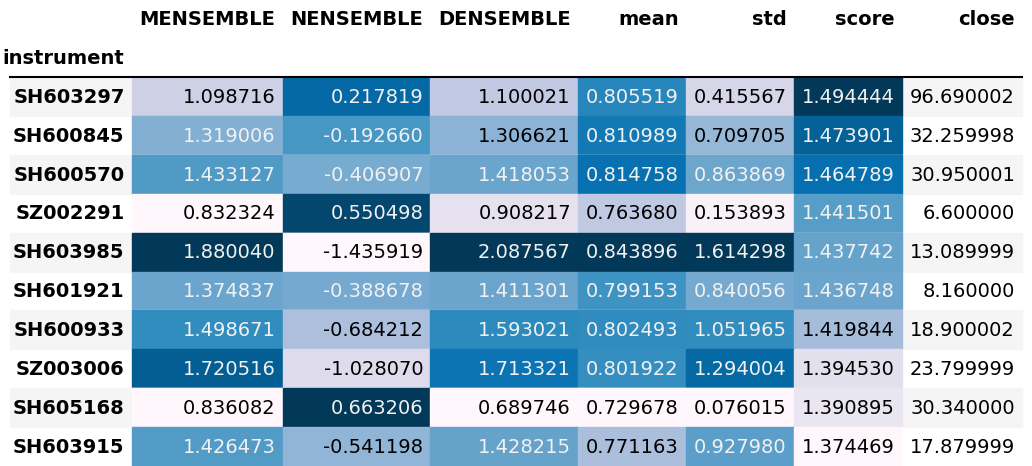 MENSEMBLE NENSEMBLE DENSEMBLE mean std score close
instrument
SH603297 1.098716 0.217819 1.100021 0.805519 0.415567 1.494444 96.690002
SH600845 1.319006 -0.192660 1.306621 0.810989 0.709705 1.473901 32.259998
SH600570 1.433127 -0.406907 1.418053 0.814758 0.863869 1.464789 30.950001
SZ002291 0.832324 0.550498 0.908217 0.763680 0.153893 1.441501 6.600000
SH603985 1.880040 -1.435919 2.087567 0.843896 1.614298 1.437742 13.089999
SH601921 1.374837 -0.388678 1.411301 0.799153 0.840056 1.436748 8.160000
SH600933 1.498671 -0.684212 1.593021 0.802493 1.051965 1.419844 18.900002
SZ003006 1.720516 -1.028070 1.713321 0.801922 1.294004 1.394530 23.799999
SH605168 0.836082 0.663206 0.689746 0.729678 0.076015 1.390895 30.340000
SH603915 1.426473 -0.541198 1.428215 0.771163 0.927980 1.374469 17.879999